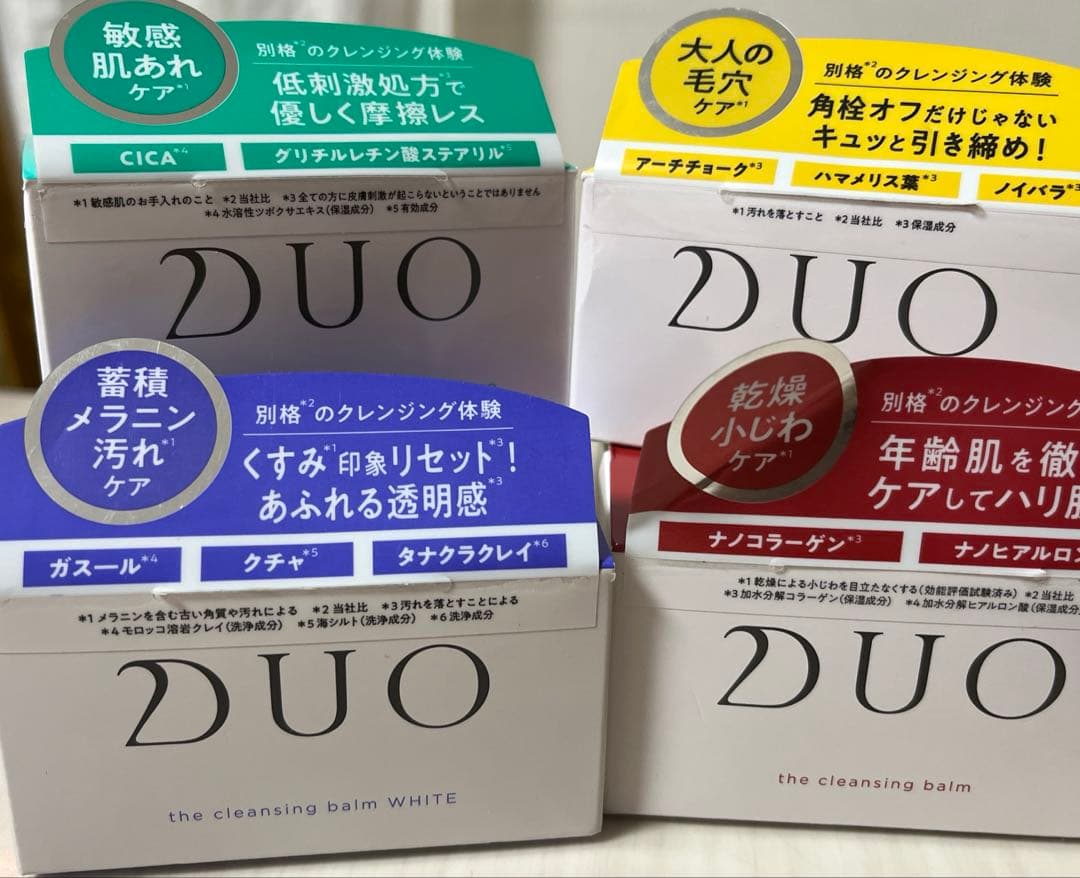 敏感
肌あれ
ケア*1
別格*2のクレンジング体験
低刺激処方*3で
優しく摩擦レス
CICA*4
グリチルレチン酸ステアリル*5
*1 敏感肌のお手入れのこと *2 当社比 *3 全ての方に皮膚刺激が起こらないということではありません
*4 水溶性ツボクサエキス(保湿成分) *5 有効成分
DUO
大人の
毛穴
ケア*1
別格*2のクレンジング体験
角栓オフだけじゃない
キュッと引き締め!
アーチチョーク*3
ハマメリス葉*3
ノイバラ*3
*1 汚れを落とすこと *2 当社比 *3 保湿成分
DUO
蓄積
メラニン
汚れ*1
ケア
別格*2のクレンジング体験
くすみ*1印象リセット*3!
あふれる透明感*3
ガスール*4
クチャ*5
タナクラクレイ*6
*1 メラニンを含む古い角質や汚れによる *2 当社比 *3 汚れを落とすことによる
*4 モロッコ溶岩クレイ(洗浄成分) *5 海シルト(洗浄成分) *6 洗浄成分
DUO
the cleansing balm WHITE
乾燥
小じわ
ケア*1
別格*2のクレンジング
年齢肌を徹
ケアしてハリ肌
ナノコラーゲン*3
ナノヒアルロン
*1 乾燥による小じわを目立たなくする(効能評価試験済み) *2 当社比
*3 加水分解コラーゲン(保湿成分) *4 加水分解ヒアルロン酸(保湿成分)
DUO
the cleansing balm